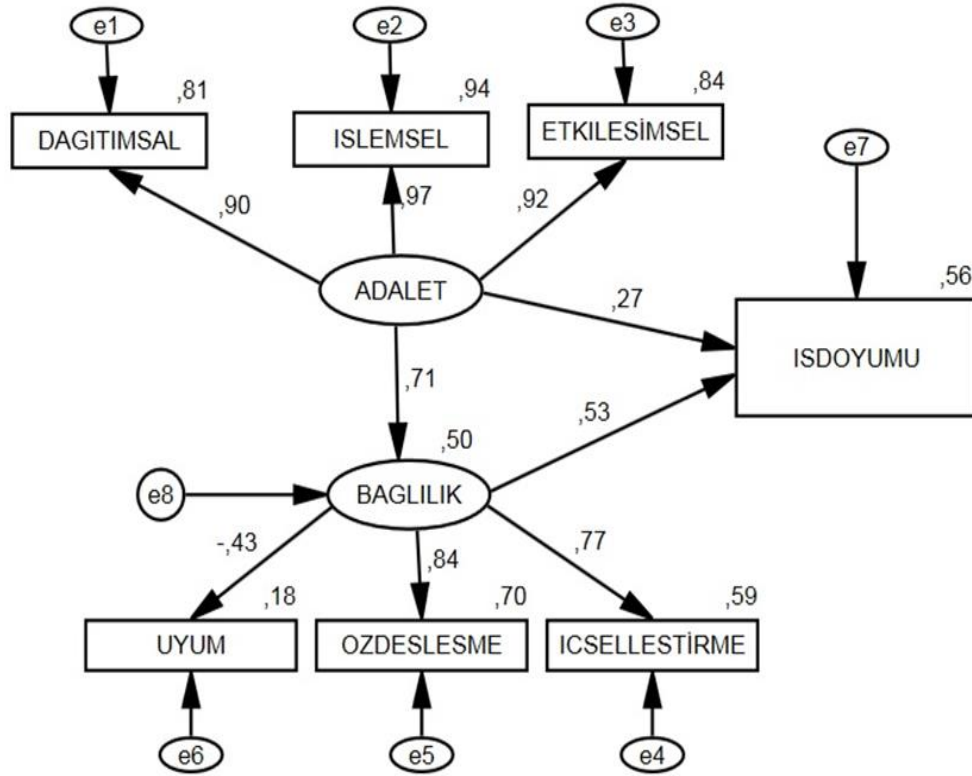 e1
e2
e3
,81
,94
,84
DAGITIMSAL
ISLEMSEL
ETKILESİMSEL
e7
,90
,97
,92
ADALET
,27
,56
ISDOYUMU
,71
,53
,50
e8
BAGLILIK
-,43
,84
,77
,18
,70
,59
UYUM
OZDESLESME
ICSELLESTİRME
e6
e5
e4